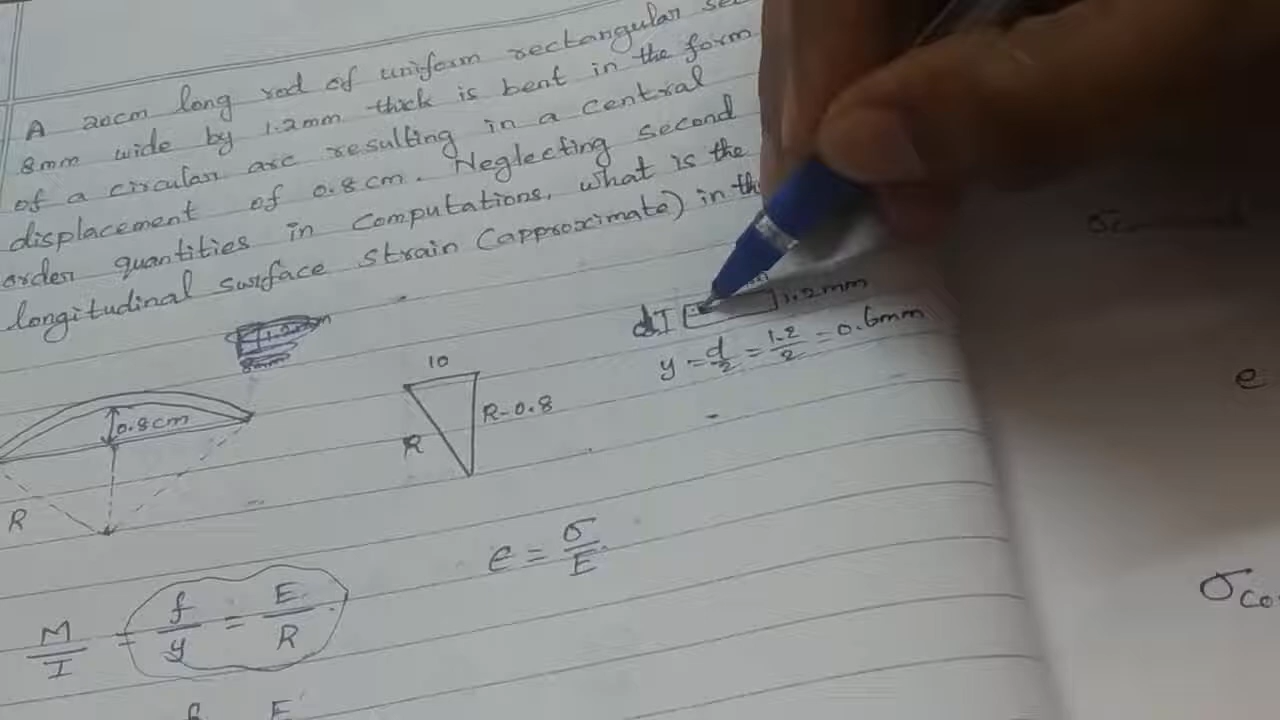 A 20cm long rod of uniform rectangular
8mm wide by 1.2mm thick is bent in the form
of a circular arc resulting in a central
displacement of 0.8cm. Neglecting second
order quantities in computations, what is the
longitudinal surface strain (approximate) in the
dI 1.2mm
y = d/2 = 1.2/2 = 0.6mm
10
0.8cm
R
R-0.8
R
e = σ/E
M/I = f/y = E/R
σ
e
σco